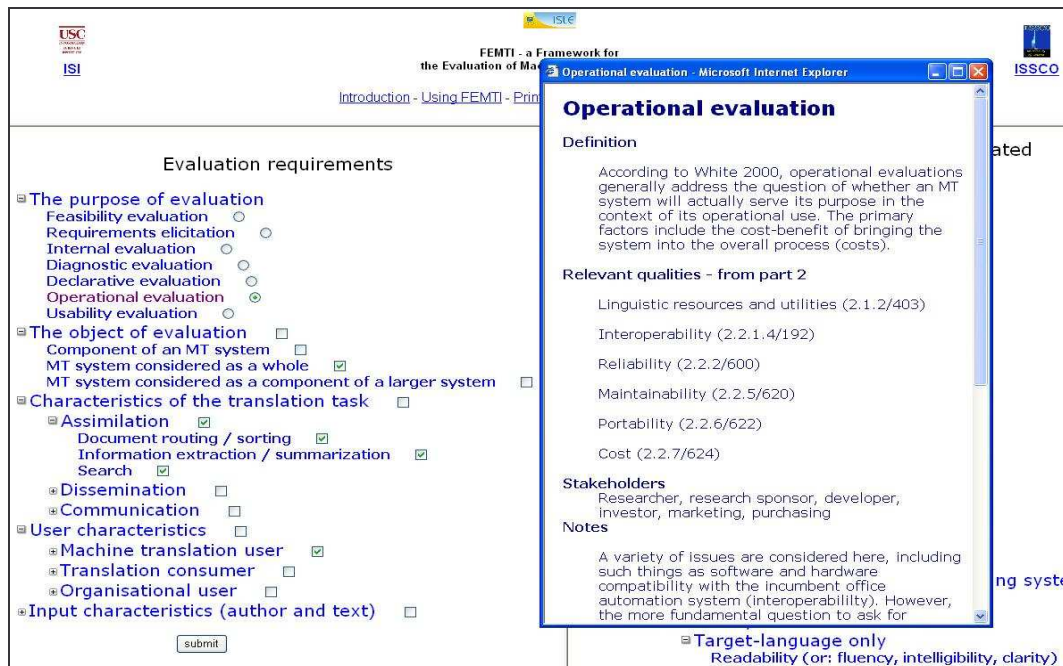 USC
ISI
ISLE
FEMTI - a Framework for
the Evaluation of Mac
Introduction - Using FEMTI - Prin
ISSCO
Evaluation requirements
The purpose of evaluation
Feasibility evaluation
Requirements elicitation
Internal evaluation
Diagnostic evaluation
Declarative evaluation
Operational evaluation
Usability evaluation
The object of evaluation
Component of an MT system
MT system considered as a whole
MT system considered as a component of a larger system
Characteristics of the translation task
Assimilation
Document routing / sorting
Information extraction / summarization
Search
Dissemination
Communication
User characteristics
Machine translation user
Translation consumer
Organisational user
Input characteristics (author and text)
submit
Operational evaluation - Microsoft Internet Explorer
Operational evaluation
Definition
According to White 2000, operational evaluations
generally address the question of whether an MT
system will actually serve its purpose in the
context of its operational use. The primary
factors include the cost-benefit of bringing the
system into the overall process (costs).
Relevant qualities - from part 2
Linguistic resources and utilities (2.1.2/403)
Interoperability (2.2.1.4/192)
Reliability (2.2.2/600)
Maintainability (2.2.5/620)
Portability (2.2.6/622)
Cost (2.2.7/624)
Stakeholders
Researcher, research sponsor, developer,
investor, marketing, purchasing
Notes
A variety of issues are considered here, including
such things as software and hardware
compatibility with the incumbent office
automation system (interoperabililty). However,
the more fundamental question to ask for
ated
ng syste
Target-language only
Readability (or: fluency, intelligibility, clarity)